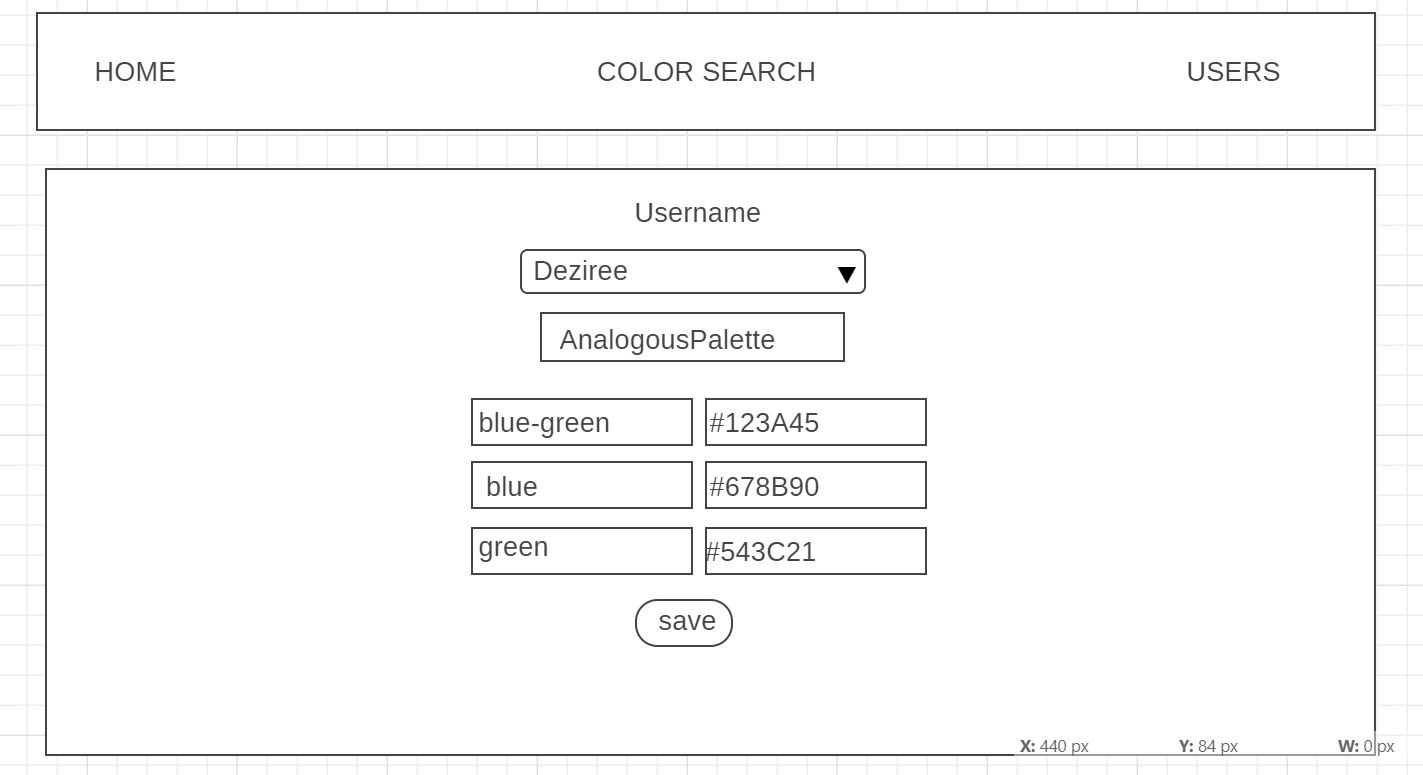 HOME COLOR SEARCH USERS
Username
Deziree
AnalogousPalette
blue-green #123A45
blue #678B90
green #543C21
save
X: 440 px Y: 84 px W: 0 px